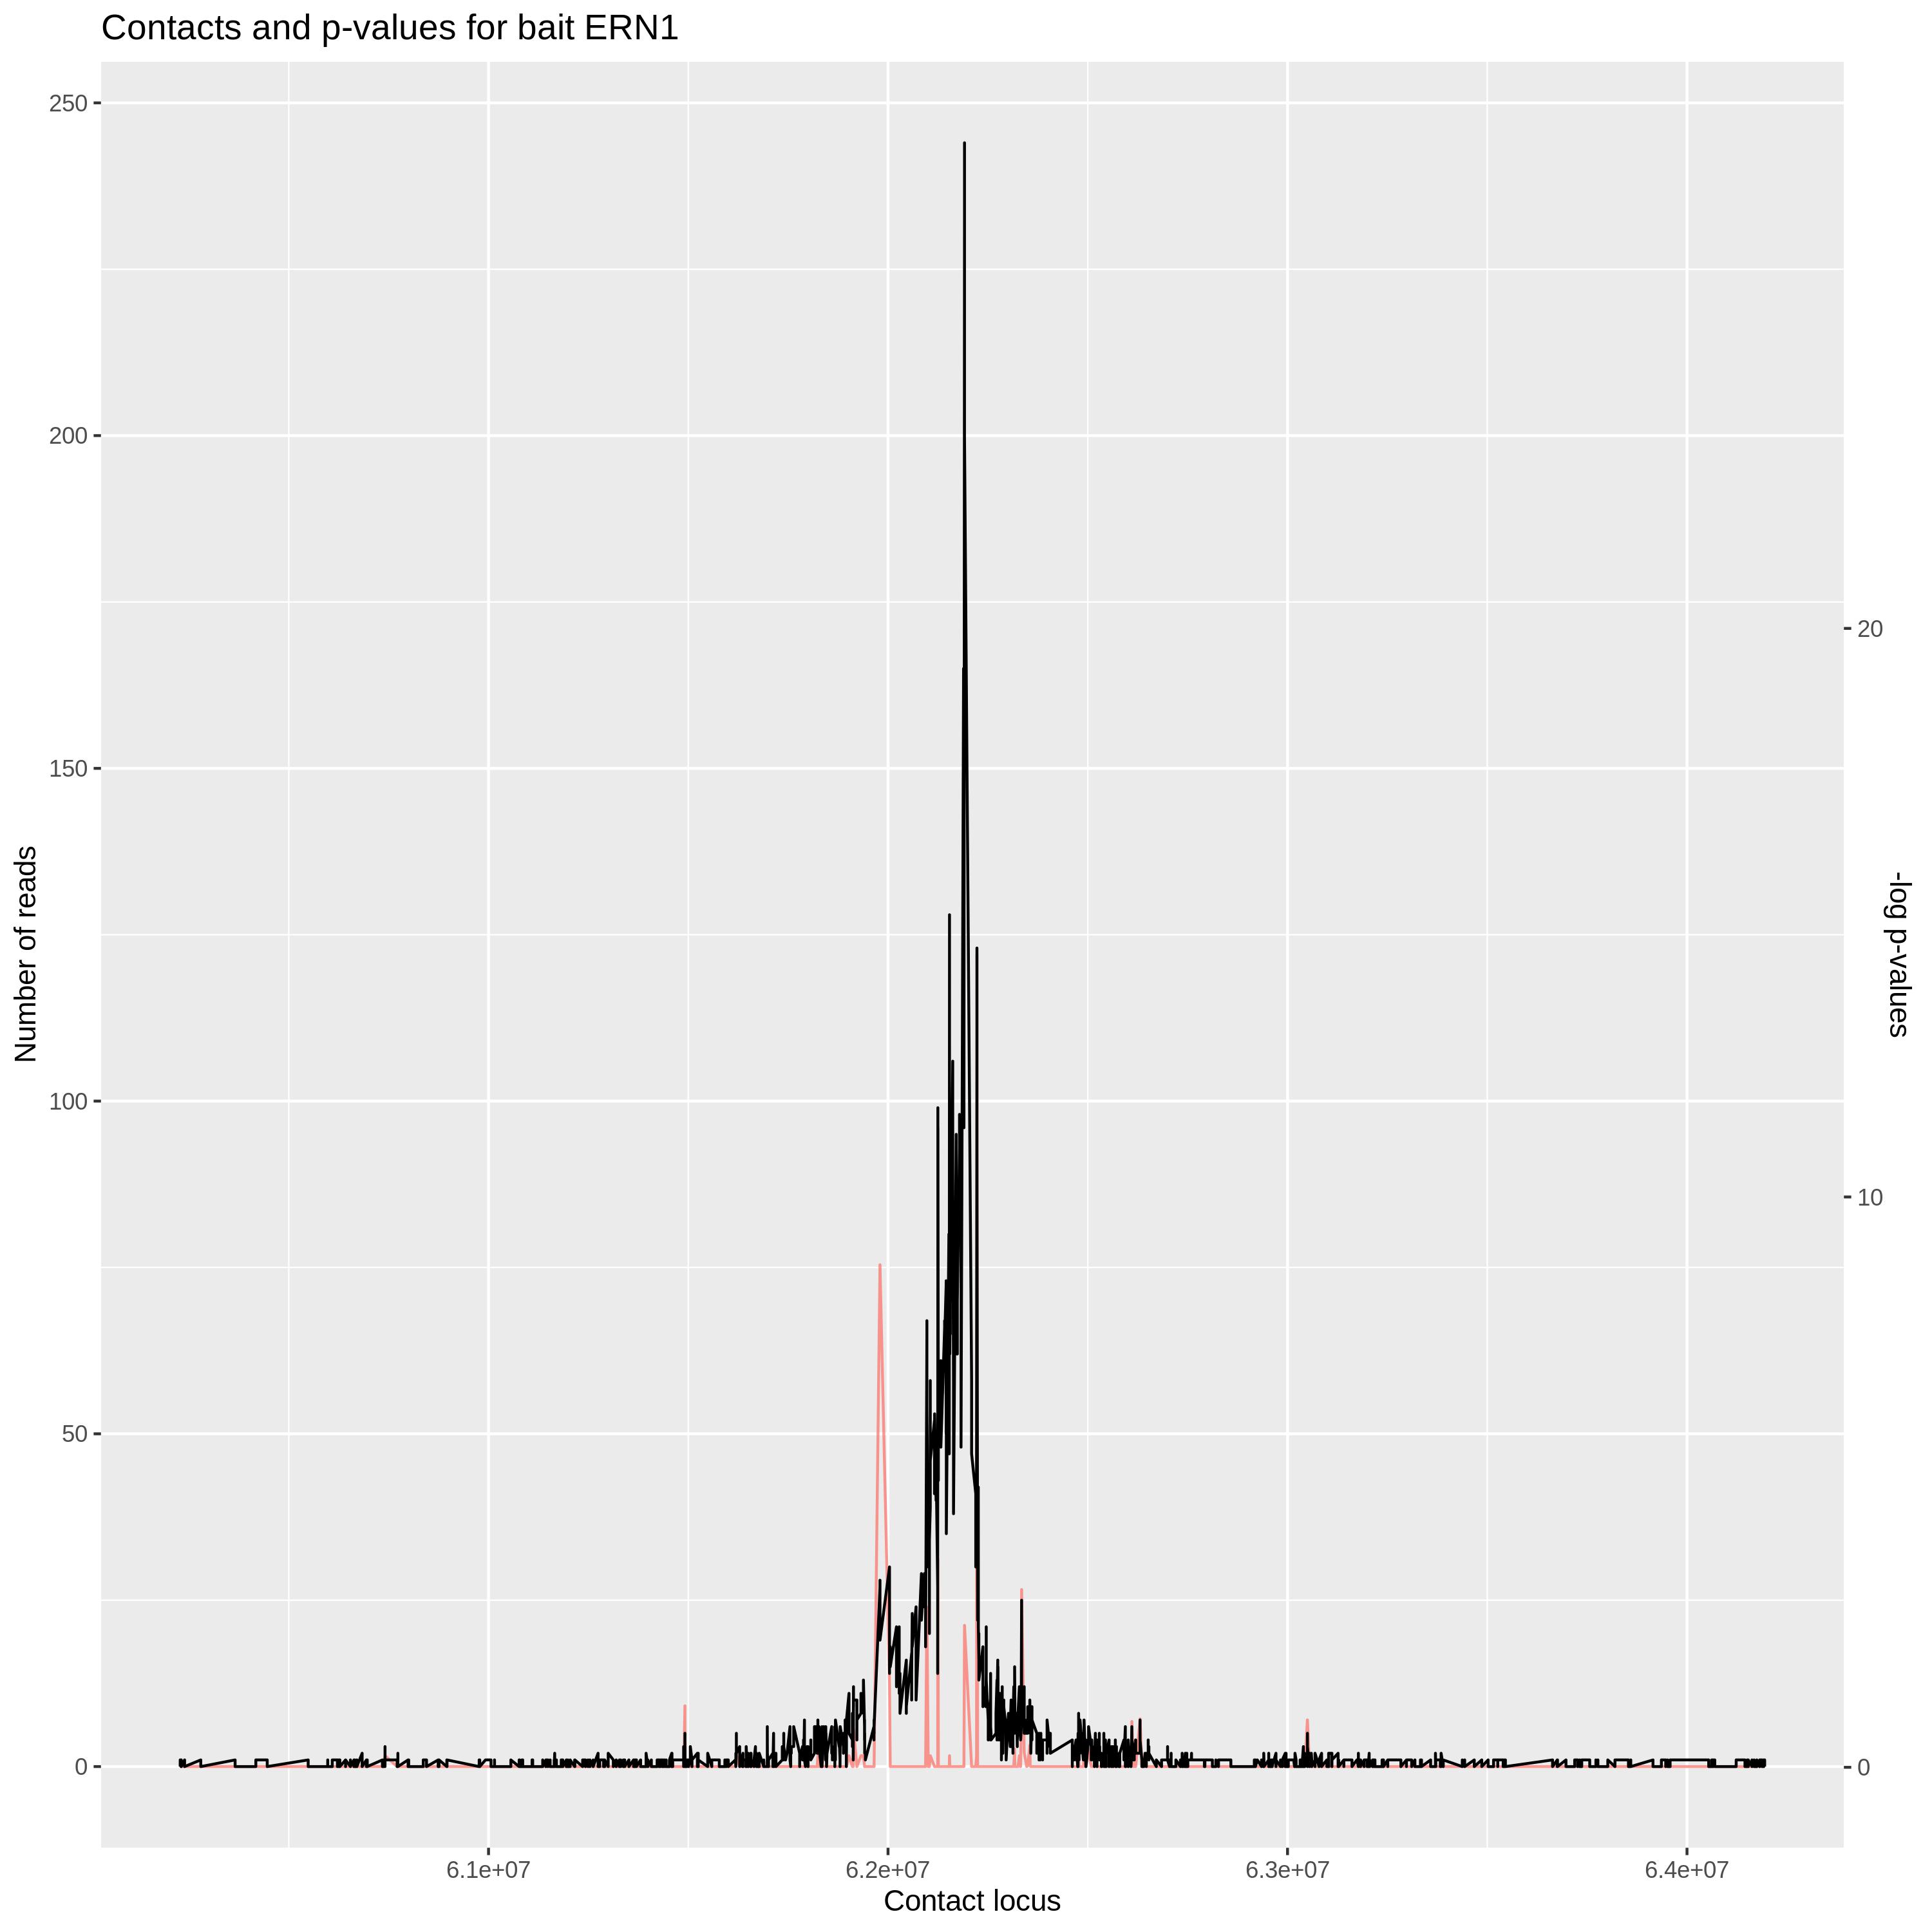 Contacts and p-values for bait ERN1
250
200
150
100
50
0
Number of reads
20
10
0
-log p-values
6.1e+07
6.2e+07
6.3e+07
6.4e+07
Contact locus